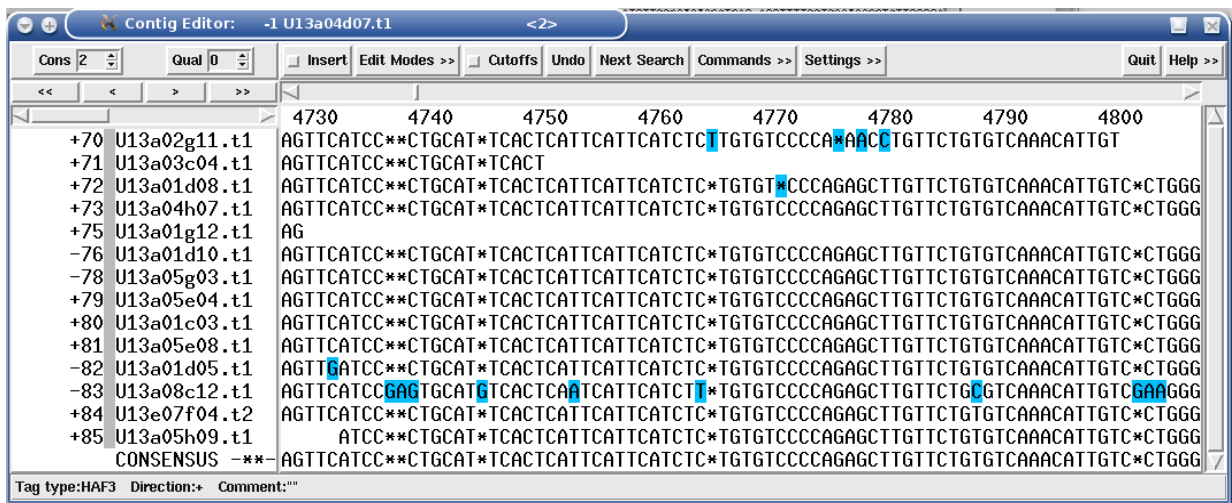 Contig Editor: -1 U13a04d07.t1 <2>
Cons 2 Qual 0 Insert Edit Modes >> Cutoffs Undo Next Search Commands >> Settings >> Quit Help >>
<< < > >>
4730 4740 4750 4760 4770 4780 4790 4800
+70 U13a02g11.t1 AGTTCATCC**CTGCAT*TCACTCATTCATTCATCTCTTGTGTCCCCA*AACCTGTTCTGTGTCAAACATTGT
+71 U13a03c04.t1 AGTTCATCC**CTGCAT*TCACT
+72 U13a01d08.t1 AGTTCATCC**CTGCAT*TCACTCATTCATTCATCTC*TGTGT*CCCAGAGCTTGTTCTGTGTCAAACATTGTC*CTGGG
+73 U13a04h07.t1 AGTTCATCC**CTGCAT*TCACTCATTCATTCATCTC*TGTGTCCCCAGAGCTTGTTCTGTGTCAAACATTGTC*CTGGG
+75 U13a01g12.t1 AG
-76 U13a01d10.t1 AGTTCATCC**CTGCAT*TCACTCATTCATTCATCTC*TGTGTCCCCAGAGCTTGTTCTGTGTCAAACATTGTC*CTGGG
-78 U13a05g03.t1 AGTTCATCC**CTGCAT*TCACTCATTCATTCATCTC*TGTGTCCCCAGAGCTTGTTCTGTGTCAAACATTGTC*CTGGG
+79 U13a05e04.t1 AGTTCATCC**CTGCAT*TCACTCATTCATTCATCTC*TGTGTCCCCAGAGCTTGTTCTGTGTCAAACATTGTC*CTGGG
+80 U13a01c03.t1 AGTTCATCC**CTGCAT*TCACTCATTCATTCATCTC*TGTGTCCCCAGAGCTTGTTCTGTGTCAAACATTGTC*CTGGG
+81 U13a05e08.t1 AGTTCATCC**CTGCAT*TCACTCATTCATTCATCTC*TGTGTCCCCAGAGCTTGTTCTGTGTCAAACATTGTC*CTGGG
-82 U13a01d05.t1 AGTTGATCC**CTGCAT*TCACTCATTCATTCATCTC*TGTGTCCCCAGAGCTTGTTCTGTGTCAAACATTGTC*CTGGG
-83 U13a08c12.t1 AGTTCATCCGAGTGCATGTCACTCAATCATTCATCTT*TGTGTCCCCAGAGCTTGTTCTGCGTCAAACATTGTCGAAGGG
+84 U13e07f04.t2 AGTTCATCC**CTGCAT*TCACTCATTCATTCATCTC*TGTGTCCCCAGAGCTTGTTCTGTGTCAAACATTGTC*CTGGG
+85 U13a05h09.t1 ATCC**CTGCAT*TCACTCATTCATTCATCTC*TGTGTCCCCAGAGCTTGTTCTGTGTCAAACATTGTC*CTGGG
CONSENSUS -**- AGTTCATCC**CTGCAT*TCACTCATTCATTCATCTC*TGTGTCCCCAGAGCTTGTTCTGTGTCAAACATTGTC*CTGGG
Tag type:HAF3 Direction:+ Comment:""